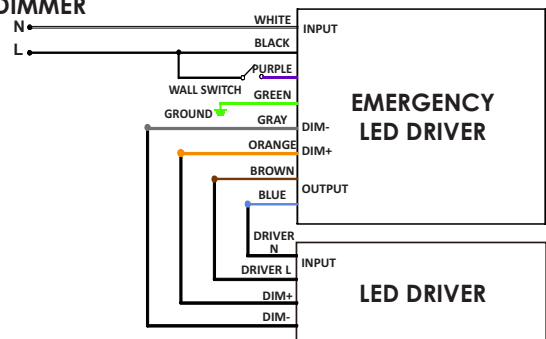 DIMMER
N
L
WHITE
INPUT
BLACK
PURPLE
WALL SWITCH
GREEN
GROUND
GRAY
DIM-
ORANGE
DIM+
BROWN
OUTPUT
BLUE
EMERGENCY
LED DRIVER
DRIVER
N
INPUT
DRIVER L
DIM+
DIM-
LED DRIVER